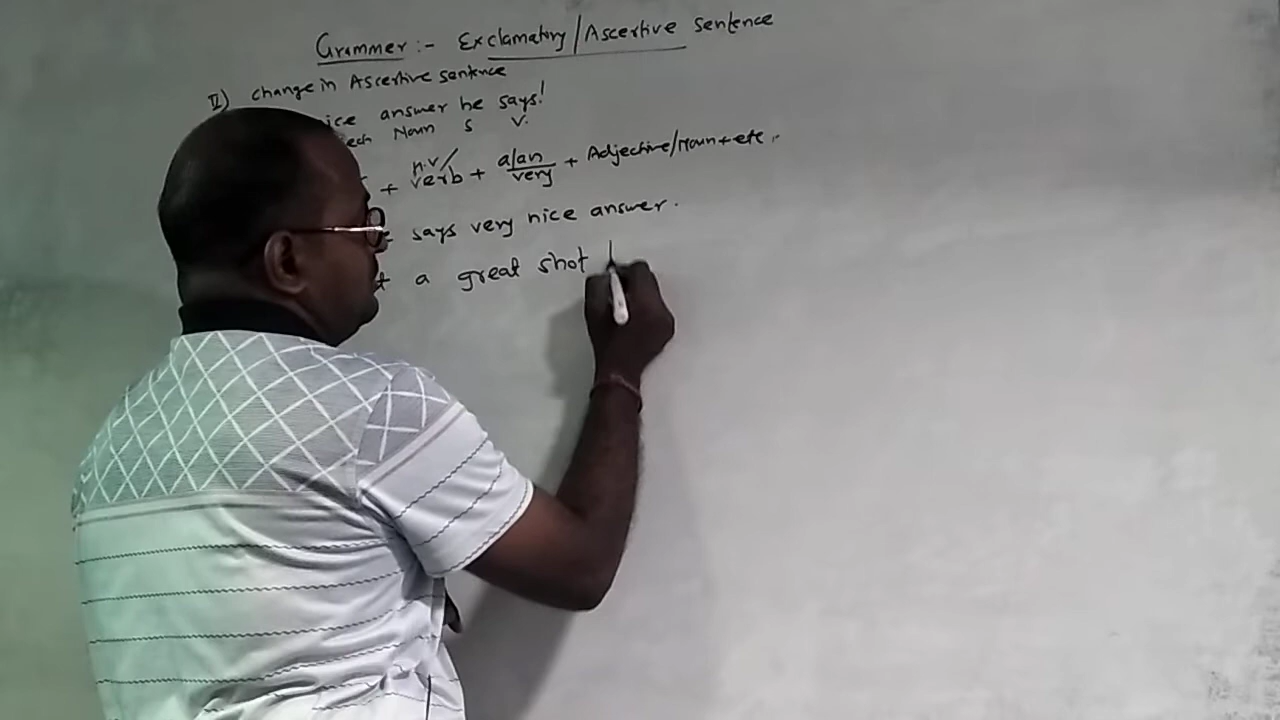 Grammer :- Exclamatory/Ascertive sentence
II) change in Ascertive sentence
answer he says!
Noun S V.
+ H.V/verb + a/an/very + Adjective/Noun + etc.
says very nice answer.
a great shot